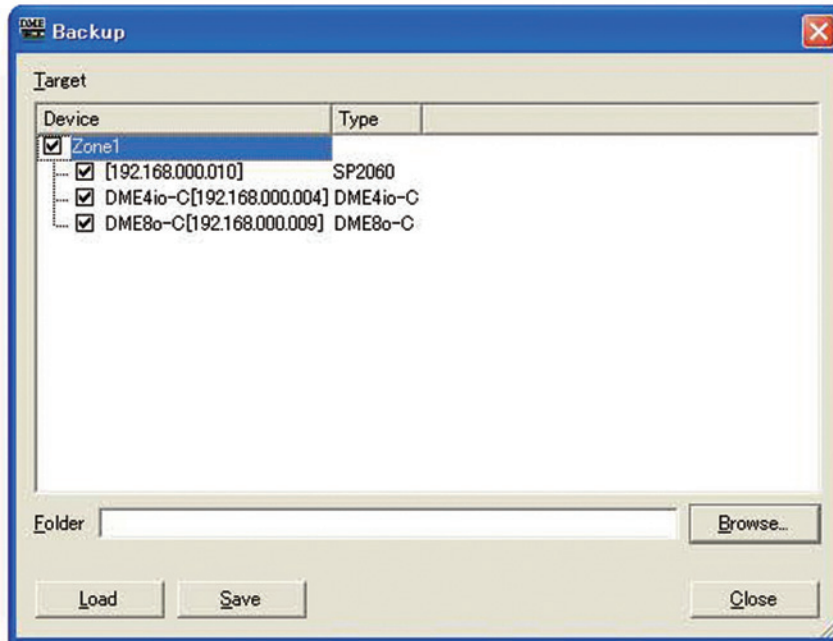 DME
Backup
Target
Device Type
Zone1
[192.168.000.010] SP2060
DME4io-C[192.168.000.004] DME4io-C
DME8o-C[192.168.000.009] DME8o-C
Folder Browse...
Load Save Close